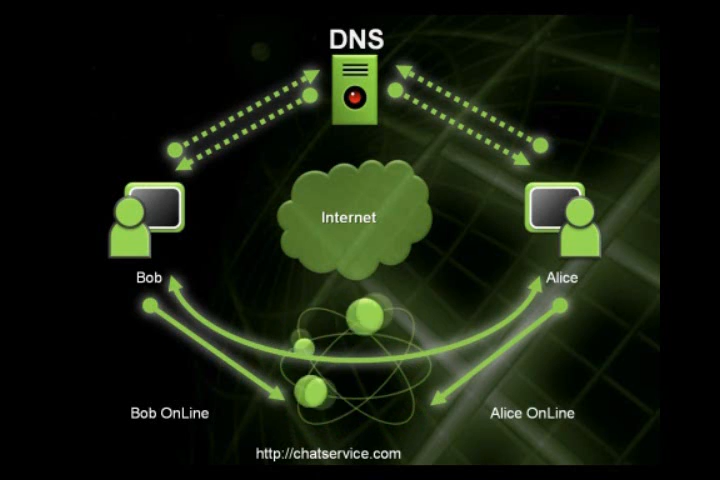 DNS
Internet
Bob
Alice
Bob OnLine
Alice OnLine
http://chatservice.com